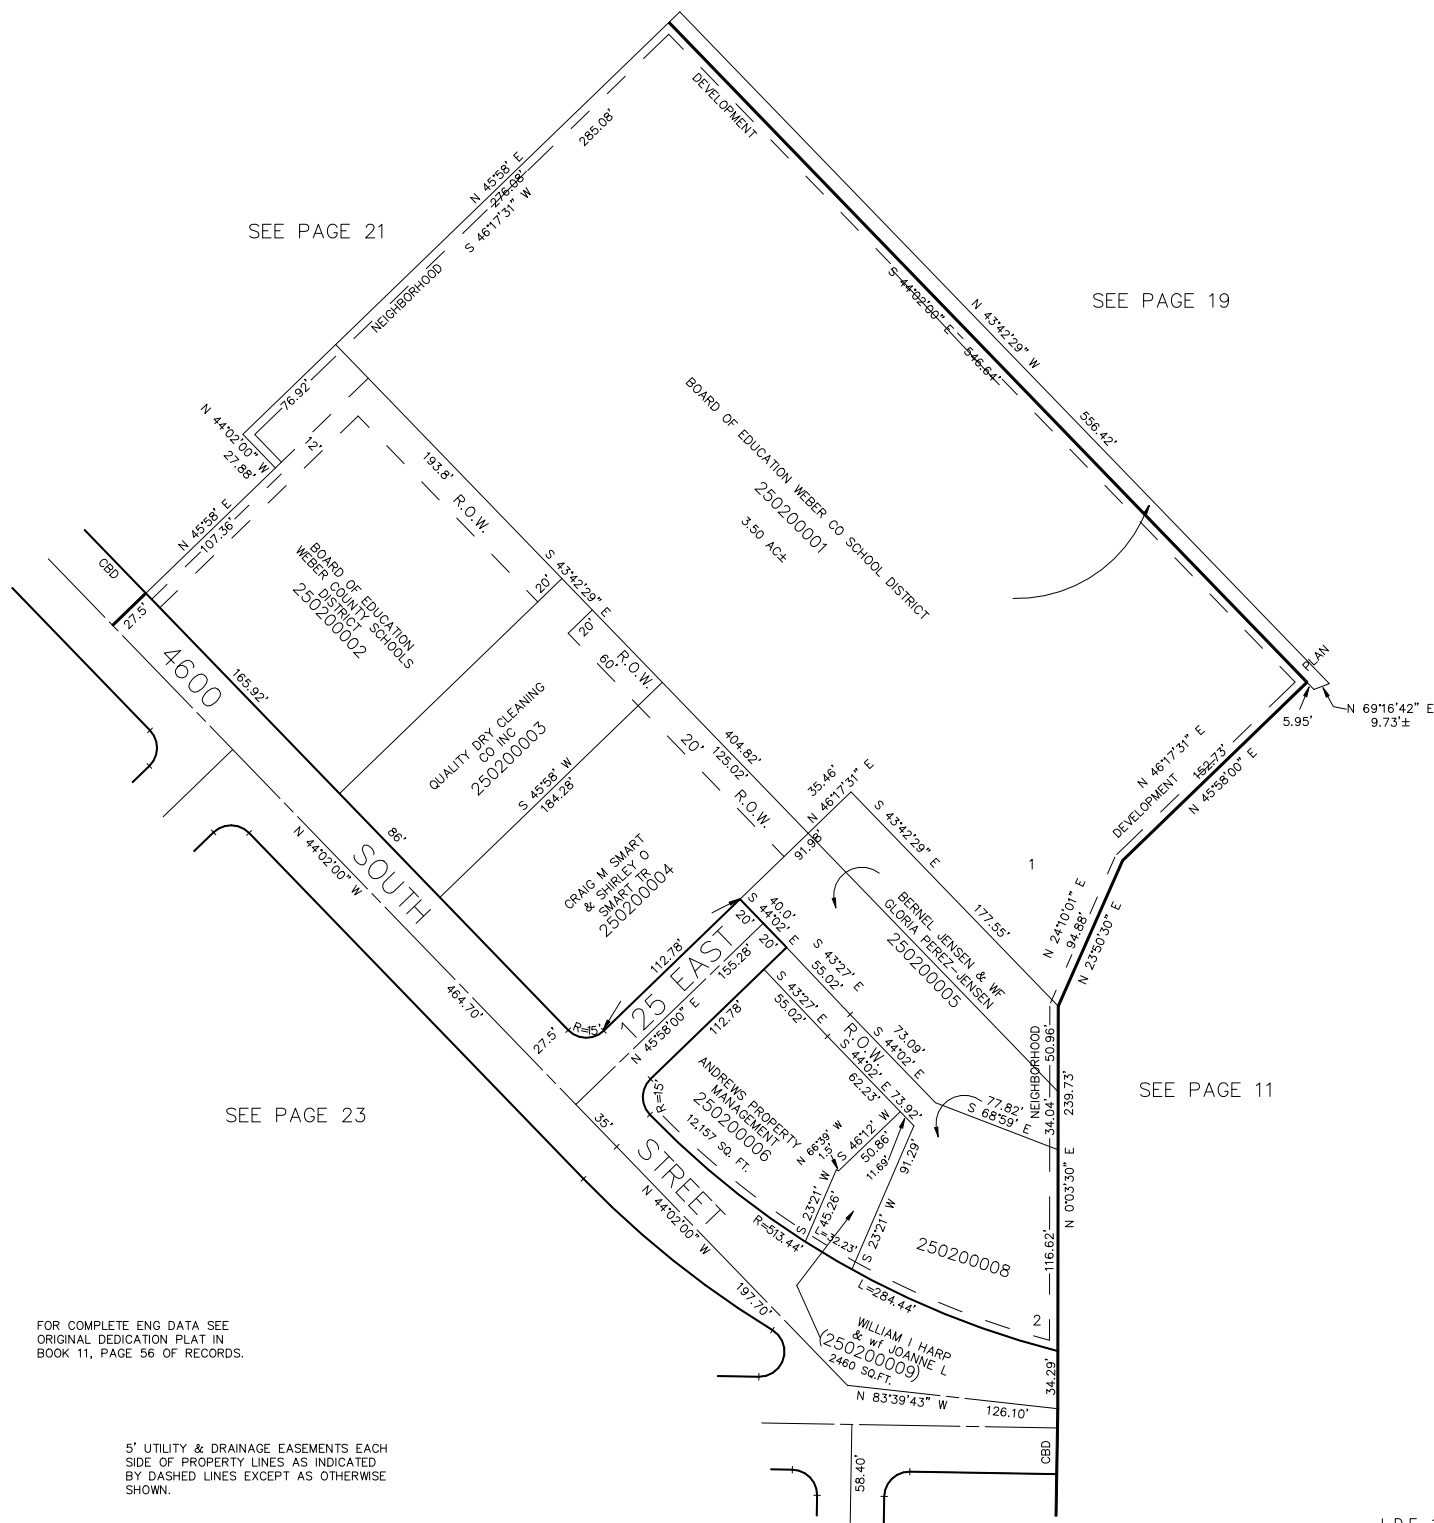 DEVELOPMENT
285.08'
N 45°58' E
276.08'
S 46°17'31" W
SEE PAGE 21
NEIGHBORHOOD
S 44°02'00" E
546.64'
N 43°42'29" W
556.42'
SEE PAGE 19
76.92'
N 44°02'00" W
27.88'
12'
193.8'
R.O.W.
BOARD OF EDUCATION WEBER CO SCHOOL DISTRICT
250200001
3.50 AC±
N 45°58' E
107.36'
CBD
27.5'
BOARD OF EDUCATION
WEBER COUNTY SCHOOLS
DISTRICT
250200002
S 43°42'29" E
20'
20'
60'
R.O.W.
4600
165.92'
QUALITY DRY CLEANING
CO INC
250200003
S 45°58' W
184.28'
20'
404.82'
125.02'
R.O.W.
PLAN
N 69°16'42" E
9.73'±
5.95'
N 46°17'31" E
152.73'
DEVELOPMENT
N 45°58'00" E
35.46'
N 46°17'31" E
91.98'
S 43°42'29" E
177.55'
1
86'
N 44°02'00" W
SOUTH
CRAIG M SMART
& SHIRLEY O
SMART TR
250200004
BERNEL JENSEN & WF
GLORIA PEREZ-JENSEN
250200005
N 24°10'01" E
94.88'
N 23°50'30" E
40.0'
S 44°02' E
20'
20'
112.78'
125 EAST
155.28'
N 45°58'00" E
R=15'
27.5'
464.70'
112.78'
S 43°27' E
55.02'
S 43°27' E
55.02'
R.O.W.
73.09'
S 44°02' E
S 44°02' E
62.23'
73.92'
NEIGHBORHOOD
50.96'
34.04'
239.73'
N 0°03'30" E
77.82'
S 68°59' E
SEE PAGE 11
SEE PAGE 23
35'
R=15'
ANDREWS PROPERTY
MANAGEMENT
250200006
12,157 SQ. FT.
N 66°39' W
1.5'
S 46°12' W
50.86'
11.69'
91.29'
S 23°21' W
45.26'
S 23°21' W
L=32.23'
R=513.44'
STREET
N 44°02'00" W
197.70'
L=284.44'
250200008
116.62'
2
WILLIAM I HARP
& wf JOANNE L
(250200009)
2460 SQ.FT.
34.29'
N 83°39'43" W
126.10'
CBD
58.40'
FOR COMPLETE ENG DATA SEE
ORIGINAL DEDICATION PLAT IN
BOOK 11, PAGE 56 OF RECORDS.
5' UTILITY & DRAINAGE EASEMENTS EACH
SIDE OF PROPERTY LINES AS INDICATED
BY DASHED LINES EXCEPT AS OTHERWISE
SHOWN.